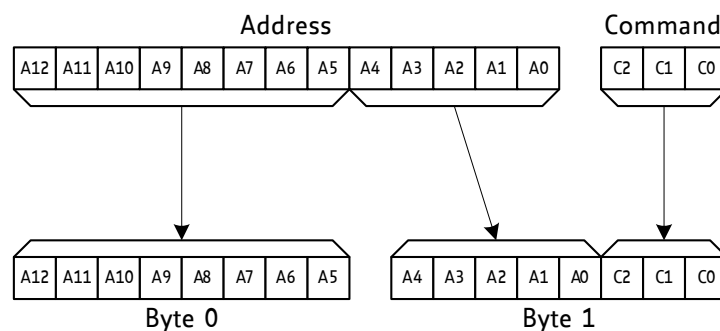 Address Command
A12 A11 A10 A9 A8 A7 A6 A5 A4 A3 A2 A1 A0 C2 C1 C0
A12 A11 A10 A9 A8 A7 A6 A5 A4 A3 A2 A1 A0 C2 C1 C0
Byte 0 Byte 1